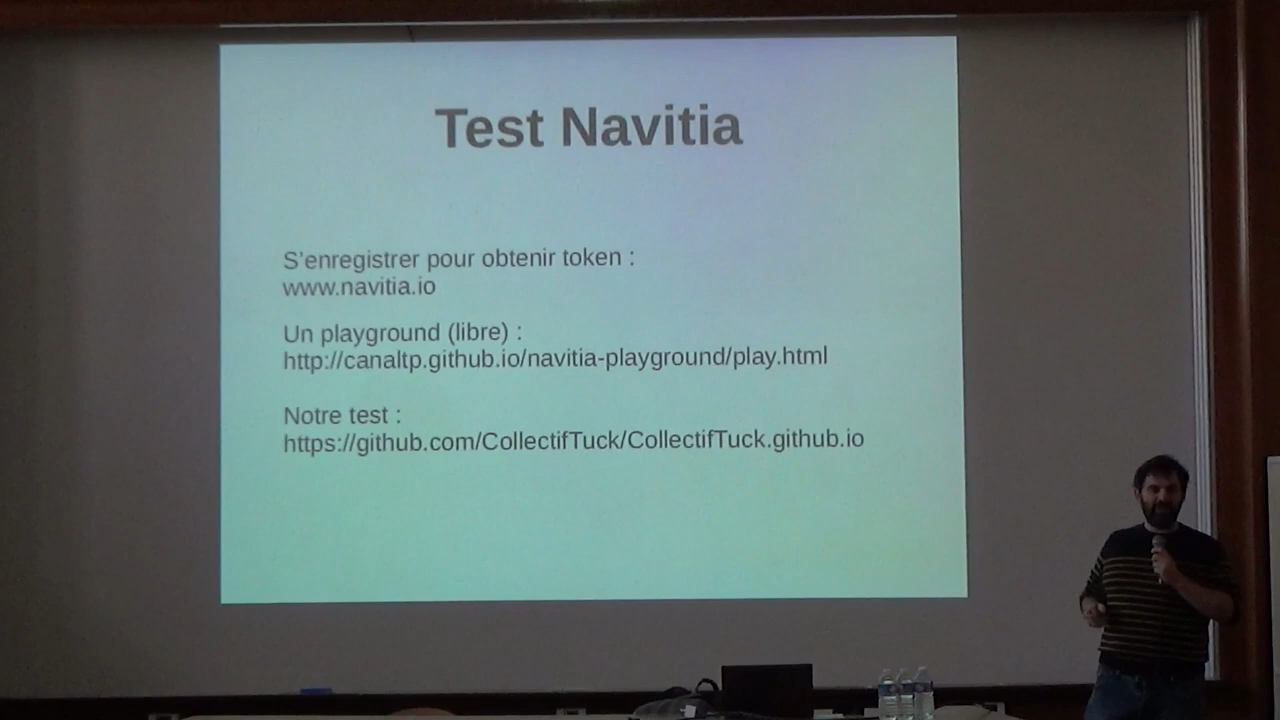 Test Navitia
S'enregistrer pour obtenir token :
www.navitia.io
Un playground (libre) :
http://canaltp.github.io/navitia-playground/play.html
Notre test :
https://github.com/CollectifTuck/CollectifTuck.github.io